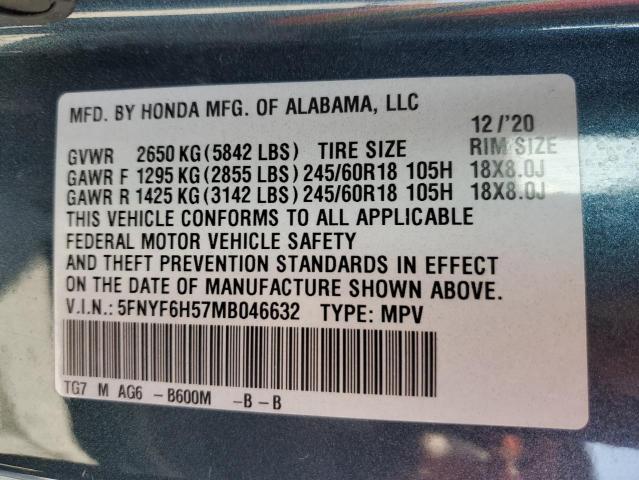 MFD. BY HONDA MFG. OF ALABAMA, LLC 12/'20
GVWR 2650 KG (5842 LBS) TIRE SIZE RIM SIZE
GAWR F 1295 KG (2855 LBS) 245/60R18 105H 18X8.0J
GAWR R 1425 KG (3142 LBS) 245/60R18 105H 18X8.0J
THIS VEHICLE CONFORMS TO ALL APPLICABLE
FEDERAL MOTOR VEHICLE SAFETY
AND THEFT PREVENTION STANDARDS IN EFFECT
ON THE DATE OF MANUFACTURE SHOWN ABOVE.
V.I.N.: 5FNYF6H57MB046632 TYPE: MPV
TG7 M AG6 -B600M -B-B